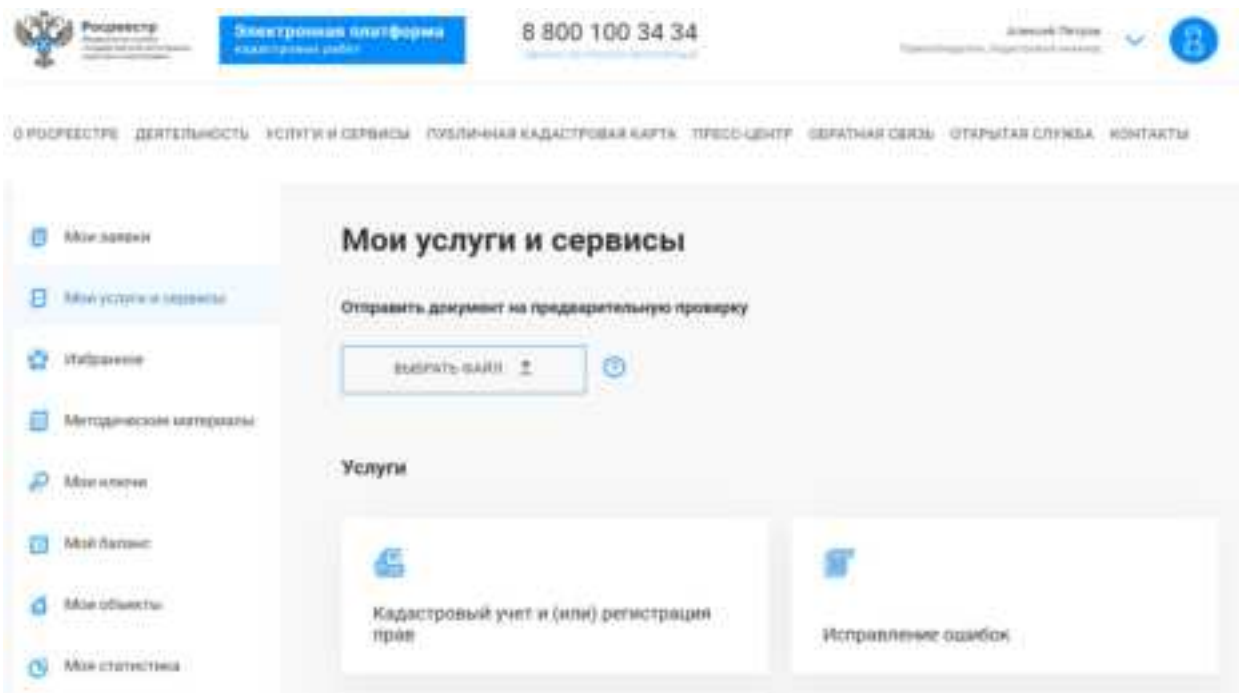 Росреестр
Электронная платформа
кадастровых работ
8 800 100 34 34
Алексей Петров
О РОСРЕЕСТРЕ ДЕЯТЕЛЬНОСТЬ УСЛУГИ И СЕРВИСЫ ПУБЛИЧНАЯ КАДАСТРОВАЯ КАРТА ПРЕСС-ЦЕНТР ОБРАТНАЯ СВЯЗЬ ОТКРЫТАЯ СЛУЖБА КОНТАКТЫ
Мои заявки
Мои услуги и сервисы
Избранное
Методические материалы
Мои ключи
Мой баланс
Мои объекты
Моя статистика
Мои услуги и сервисы
Отправить документ на предварительную проверку
ВЫБРАТЬ ФАЙЛ
Услуги
Кадастровый учет и (или) регистрация
прав
Исправление ошибок